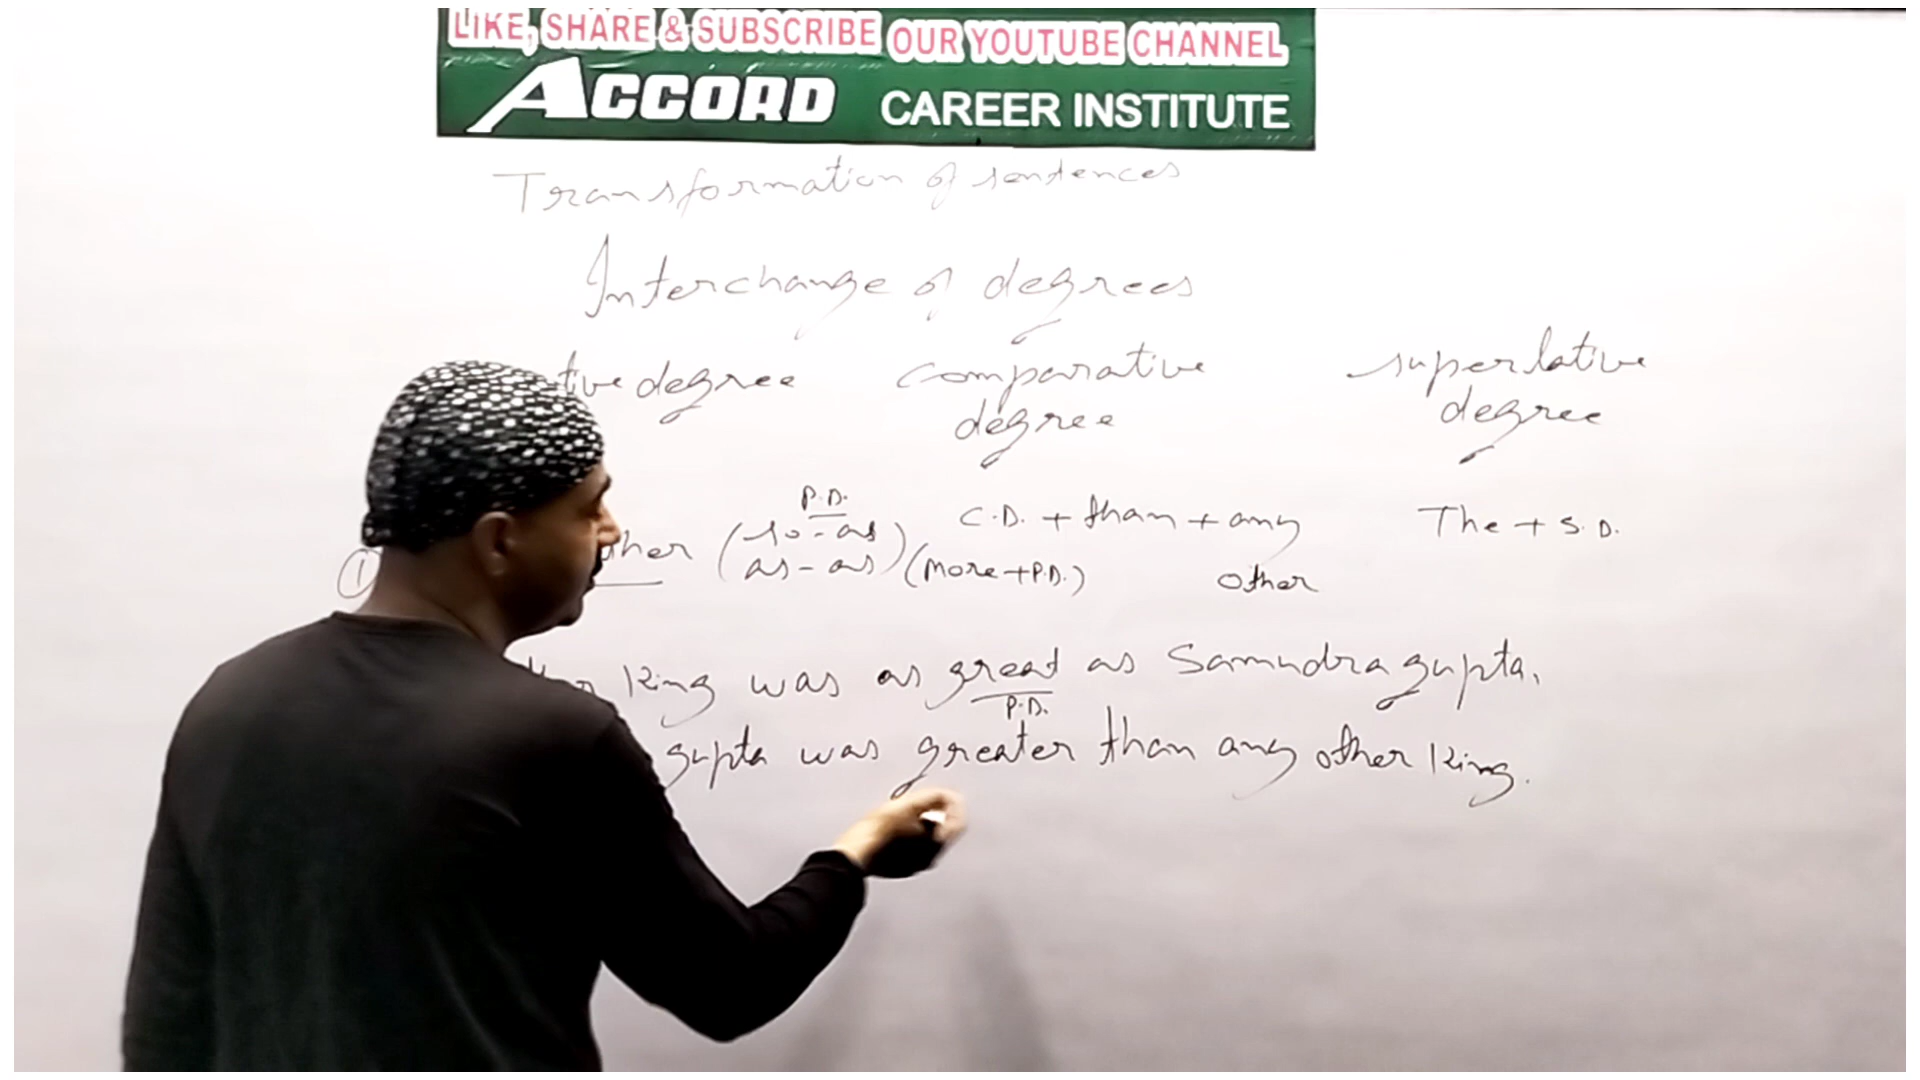 LIKE, SHARE & SUBSCRIBE OUR YOUTUBE CHANNEL
ACCORD CAREER INSTITUTE
Transformation of sentences
Interchange of degrees
tive degree comparative degree superlative degree
① ther (so-as as-as) P.D. C.D. + than + any other (more+P.D.) The + S.D.
king was as great as Samudragupta.
P.D.
gupta was greater than any other king.